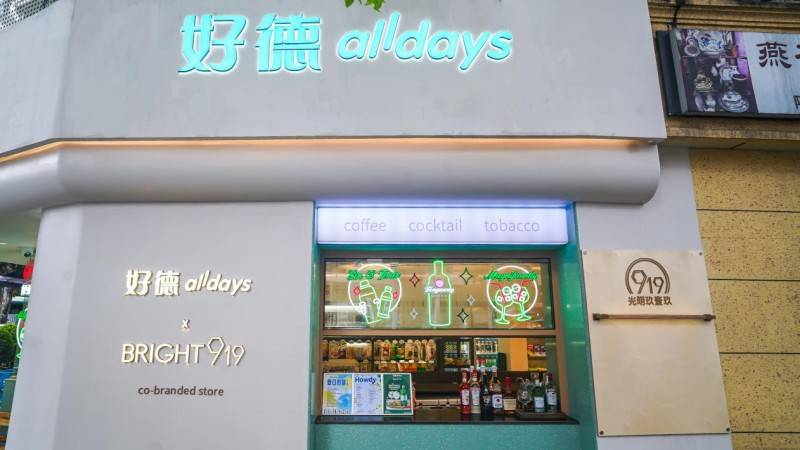 好德 alldays
燕
coffee cocktail tobacco
好德 alldays
x
BRIGHT 919
co-branded store
919
光明玖壹玖
Howdy